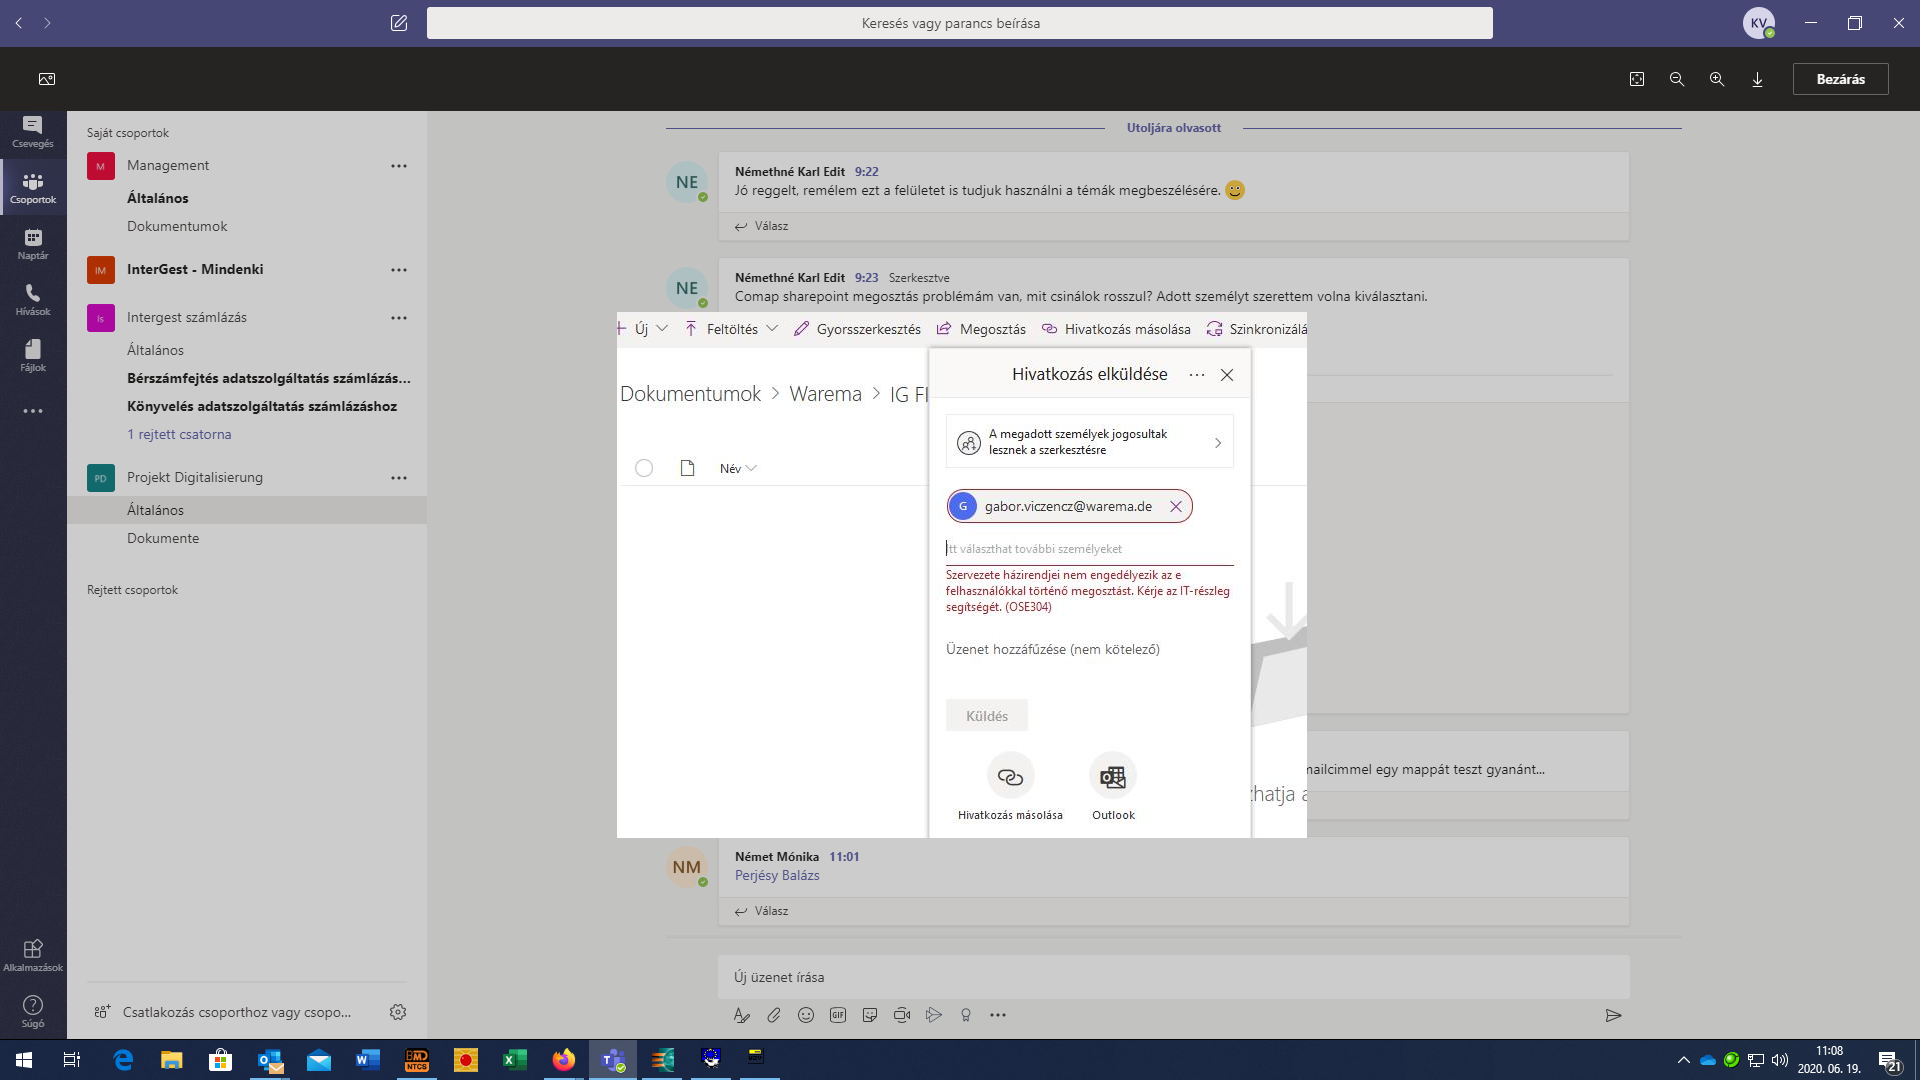 Keresés vagy parancs beírása
KV
Bezárás
Csevegés
Csoportok
Naptár
Hívások
Fájlok
Alkalmazások
Súgó
Saját csoportok
M Management
Általános
Dokumentumok
IM InterGest - Mindenki
Is Intergest számlázás
Általános
Bérszámfejtés adatszolgáltatás számlázás...
Könyvelés adatszolgáltatás számlázáshoz
1 rejtett csatorna
PD Projekt Digitalisierung
Általános
Dokumente
Rejtett csoportok
Csatlakozás csoporthoz vagy csopo...
Utoljára olvasott
NE
Némethné Karl Edit 9:22
Jó reggelt, remélem ezt a felületet is tudjuk használni a témák megbeszélésére.
Válasz
NE
Némethné Karl Edit 9:23 Szerkesztve
Comap sharepoint megosztás problémám van, mit csinálok rosszul? Adott személyt szerettem volna kiválasztani.
Új Feltöltés Gyorsszerkesztés Megosztás Hivatkozás másolása Szinkronizálá
Dokumentumok > Warema > IG FI
Név
Hivatkozás elküldése
A megadott személyek jogosultak
lesznek a szerkesztésre
G gabor.viczencz@warema.de
Itt választhat további személyeket
Szervezete házirendjei nem engedélyezik az e
felhasználókkal történő megosztást. Kérje az IT-részleg
segítségét. (OSE304)
Üzenet hozzáfűzése (nem kötelező)
Küldés
Hivatkozás másolása
Outlook
mailcimmel egy mappát teszt gyanánt...
zhatja a
NM
Német Mónika 11:01
Perjésy Balázs
Válasz
Új üzenet írása
GIF
BMD
NTCS
11:08
2020. 06. 19.
21